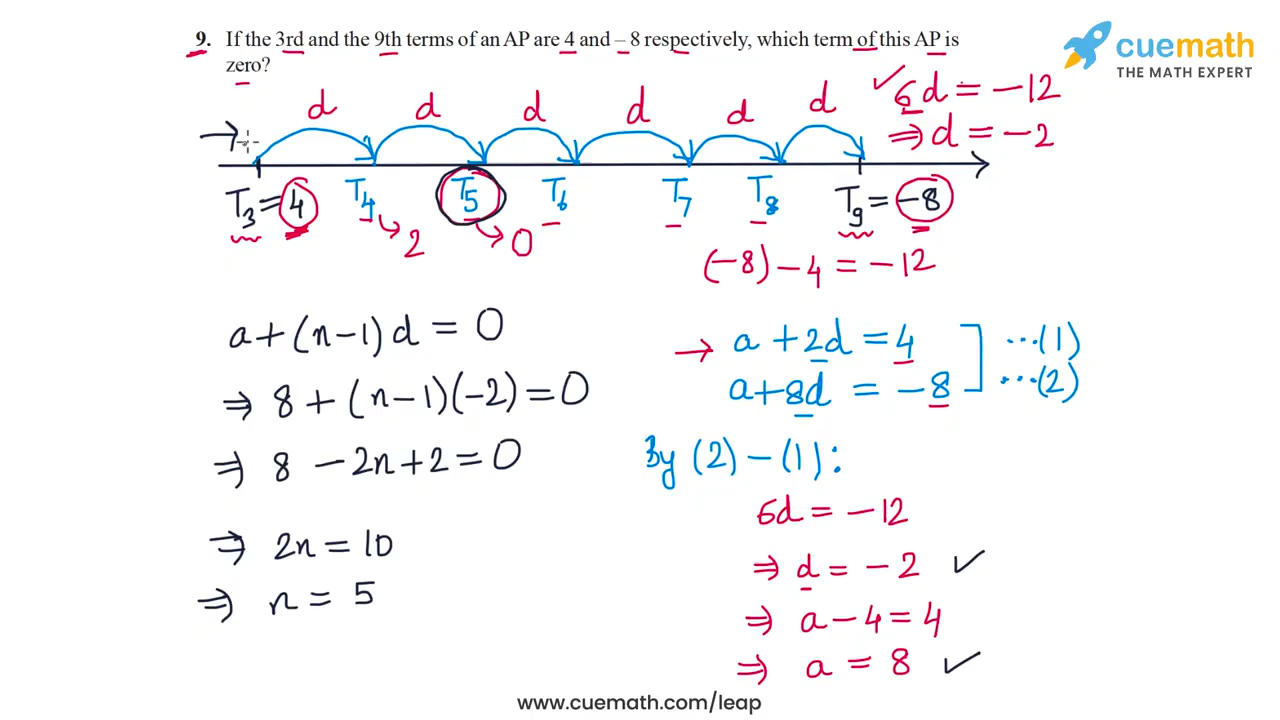 9. If the 3rd and the 9th terms of an AP are 4 and – 8 respectively, which term of this AP is
zero?
cuemath
THE MATH EXPERT
d d d d d d
6d = −12
⇒ d = −2
T₃ = 4 T₄ T₅ T₆ T₇ T₈ T₉ = −8
2 0
(−8) − 4 = −12
a + (n−1) d = 0
⇒ 8 + (n−1)(−2) = 0
⇒ 8 − 2n + 2 = 0
⇒ 2n = 10
⇒ n = 5
→ a + 2d = 4 ...(1)
a + 8d = −8 ...(2)
By (2) − (1):
6d = −12
⇒ d = −2 ✓
⇒ a − 4 = 4
⇒ a = 8 ✓
www.cuemath.com/leap